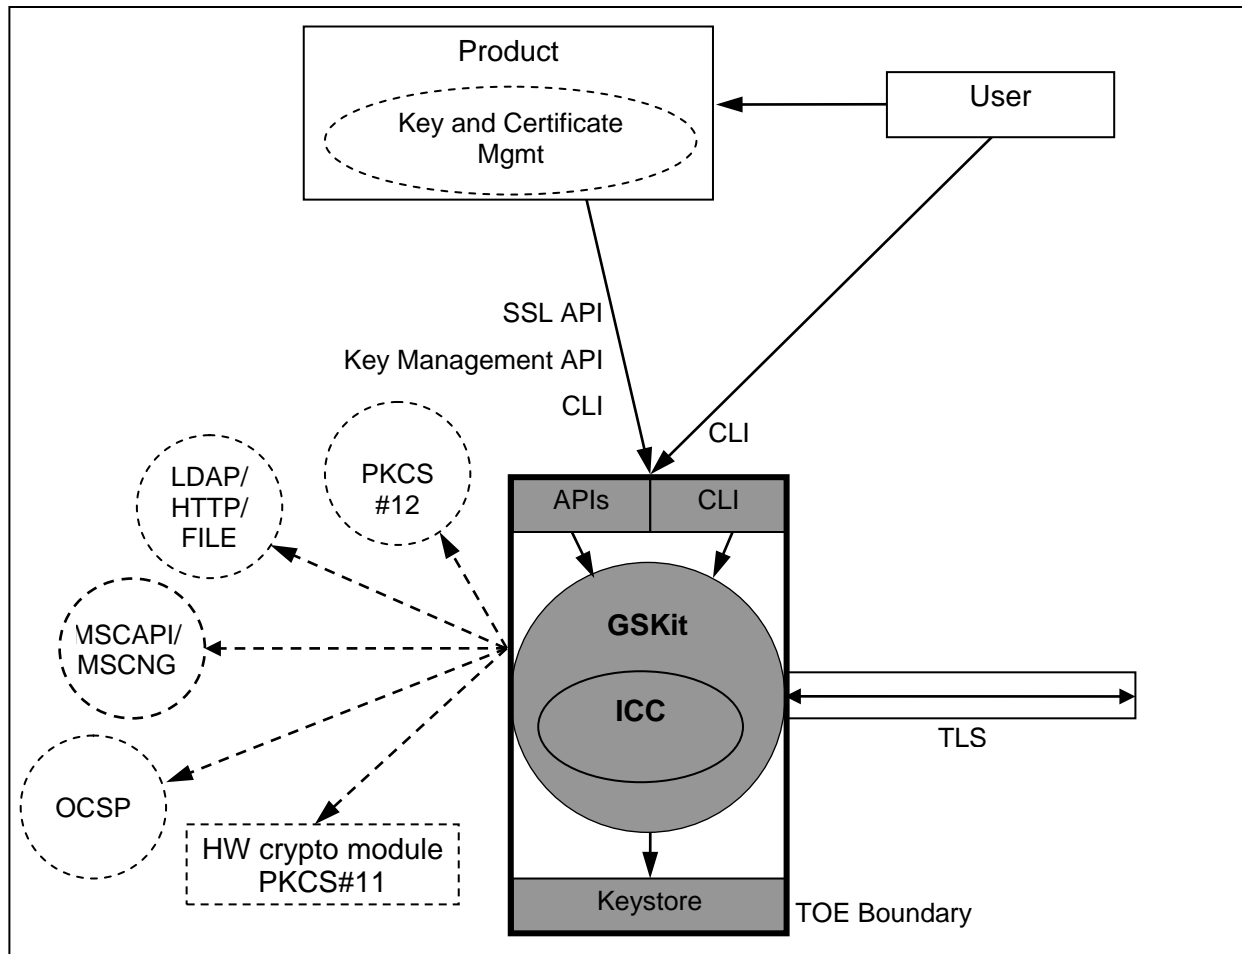 Product
User
Key and Certificate
Mgmt
SSL API
Key Management API
CLI
CLI
LDAP/
HTTP/
FILE
PKCS
#12
APIs
CLI
MSCAPI/
MSCNG
GSKit
ICC
TLS
OCSP
HW crypto module
PKCS#11
Keystore
TOE Boundary